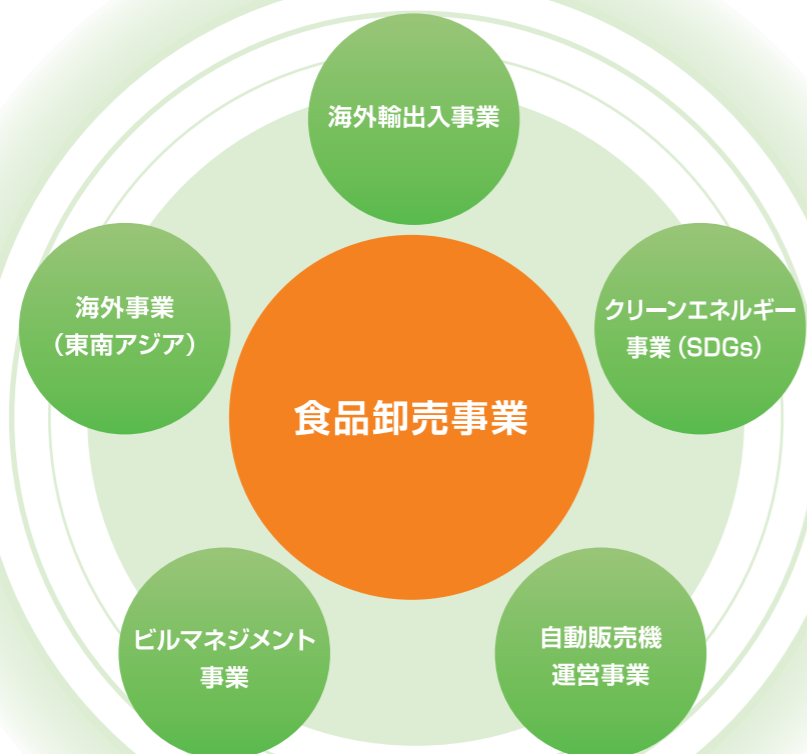 海外輸出入事業
海外事業
（東南アジア）
クリーンエネルギー
事業（SDGs）
食品卸売事業
ビルマネジメント
事業
自動販売機
運営事業